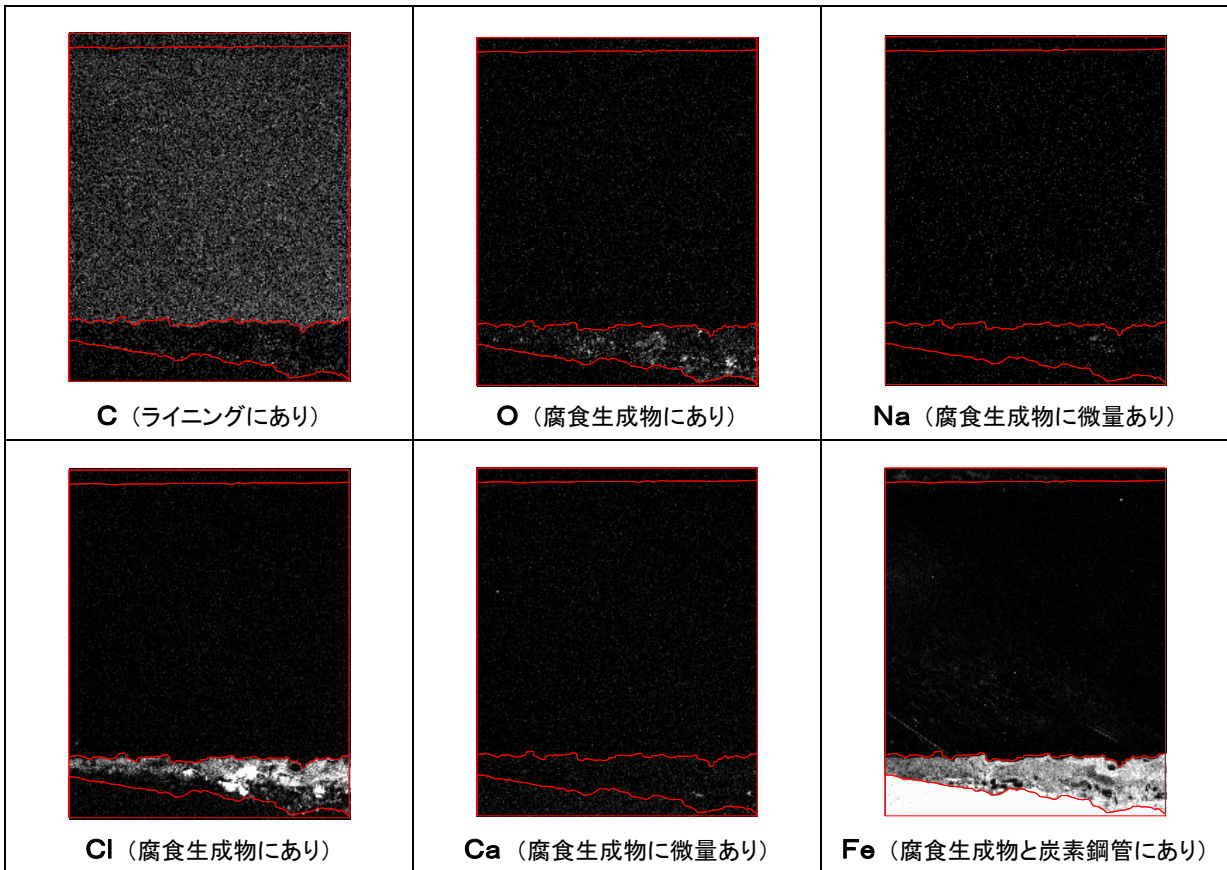 C (ライニングにあり)
O (腐食生成物にあり)
Na (腐食生成物に微量あり)
Cl (腐食生成物にあり)
Ca (腐食生成物に微量あり)
Fe (腐食生成物と炭素鋼管にあり)